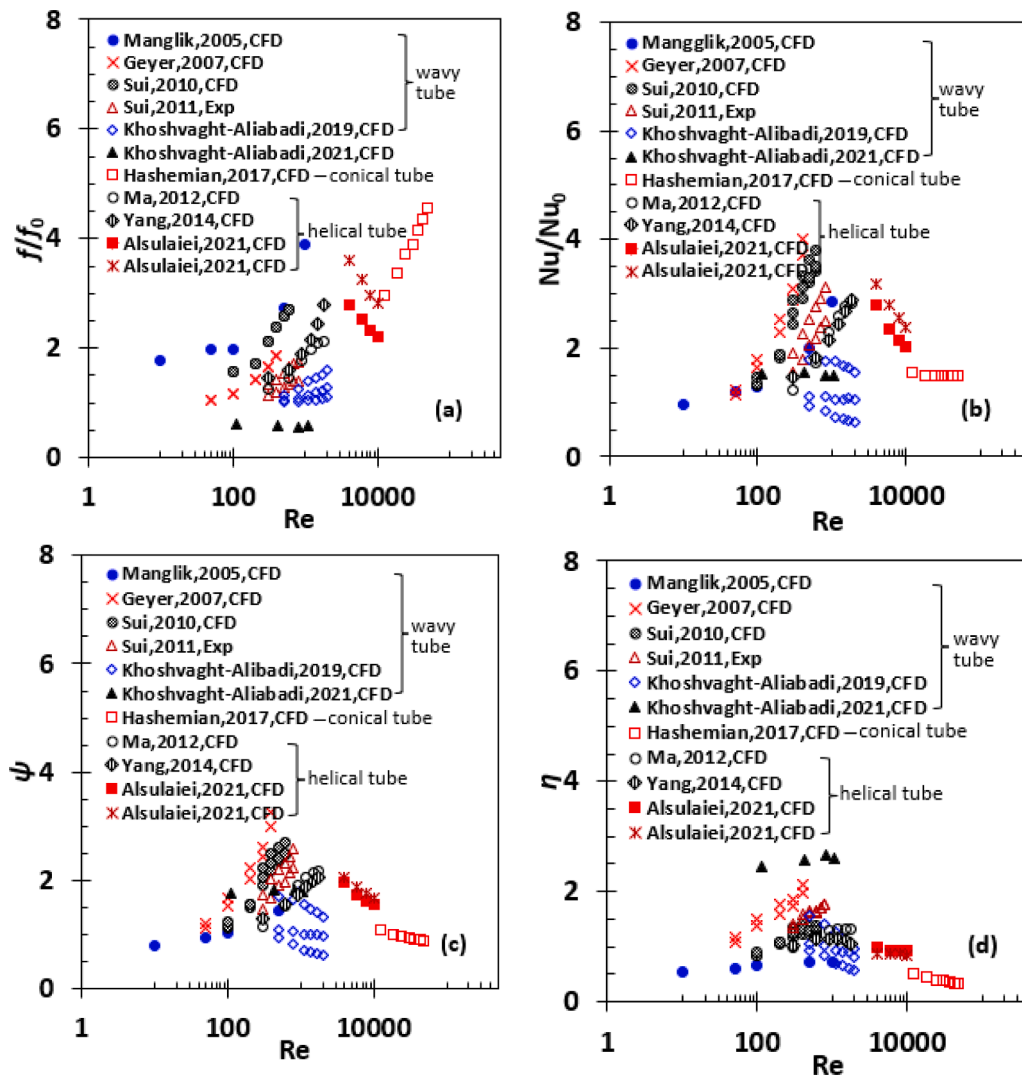 8
Manglik,2005,CFD
Geyer,2007,CFD
Sui,2010,CFD
Sui,2011,Exp
Khoshvaght-Aliabadi,2019,CFD
Khoshvaght-Aliabadi,2021,CFD
Hashemian,2017,CFD – conical tube
Ma,2012,CFD
Yang,2014,CFD
Alsulaiei,2021,CFD
Alsulaiei,2021,CFD
wavy
tube
helical tube
6
4
2
0
f/f0
(a)
1 100 10000
Re
8
Mangglik,2005,CFD
Geyer,2007,CFD
Sui,2010,CFD
Sui,2011,Exp
Khoshvaght-Alibadi,2019,CFD
Khoshvaght-Aliabadi,2021,CFD
Hashemian,2017,CFD – conical tube
Ma,2012,CFD
Yang,2014,CFD
Alsulaiei,2021,CFD
Alsulaiei,2021,CFD
wavy
tube
helical tube
6
4
2
0
Nu/Nu0
(b)
1 100 10000
Re
8
Manglik,2005,CFD
Geyer,2007,CFD
Sui,2010,CFD
Sui,2011,Exp
Khoshvaght-Alibadi,2019,CFD
Khoshvaght-Aliabadi,2021,CFD
Hashemian,2017,CFD – conical tube
Ma,2012,CFD
Yang,2014,CFD
Alsulaiei,2021,CFD
Alsulaiei,2021,CFD
wavy
tube
helical tube
6
4
2
0
ψ
(c)
1 100 10000
Re
8
Manglik,2005,CFD
Geyer,2007,CFD
Sui,2010,CFD
Sui,2011,Exp
Khoshvaght-Aliabadi,2019,CFD
Khoshvaght-Aliabadi,2021,CFD
Hashemian,2017,CFD – conical tube
Ma,2012,CFD
Yang,2014,CFD
Alsulaiei,2021,CFD
Alsulaiei,2021,CFD
wavy
tube
helical tube
6
4
2
0
η
(d)
1 100 10000
Re